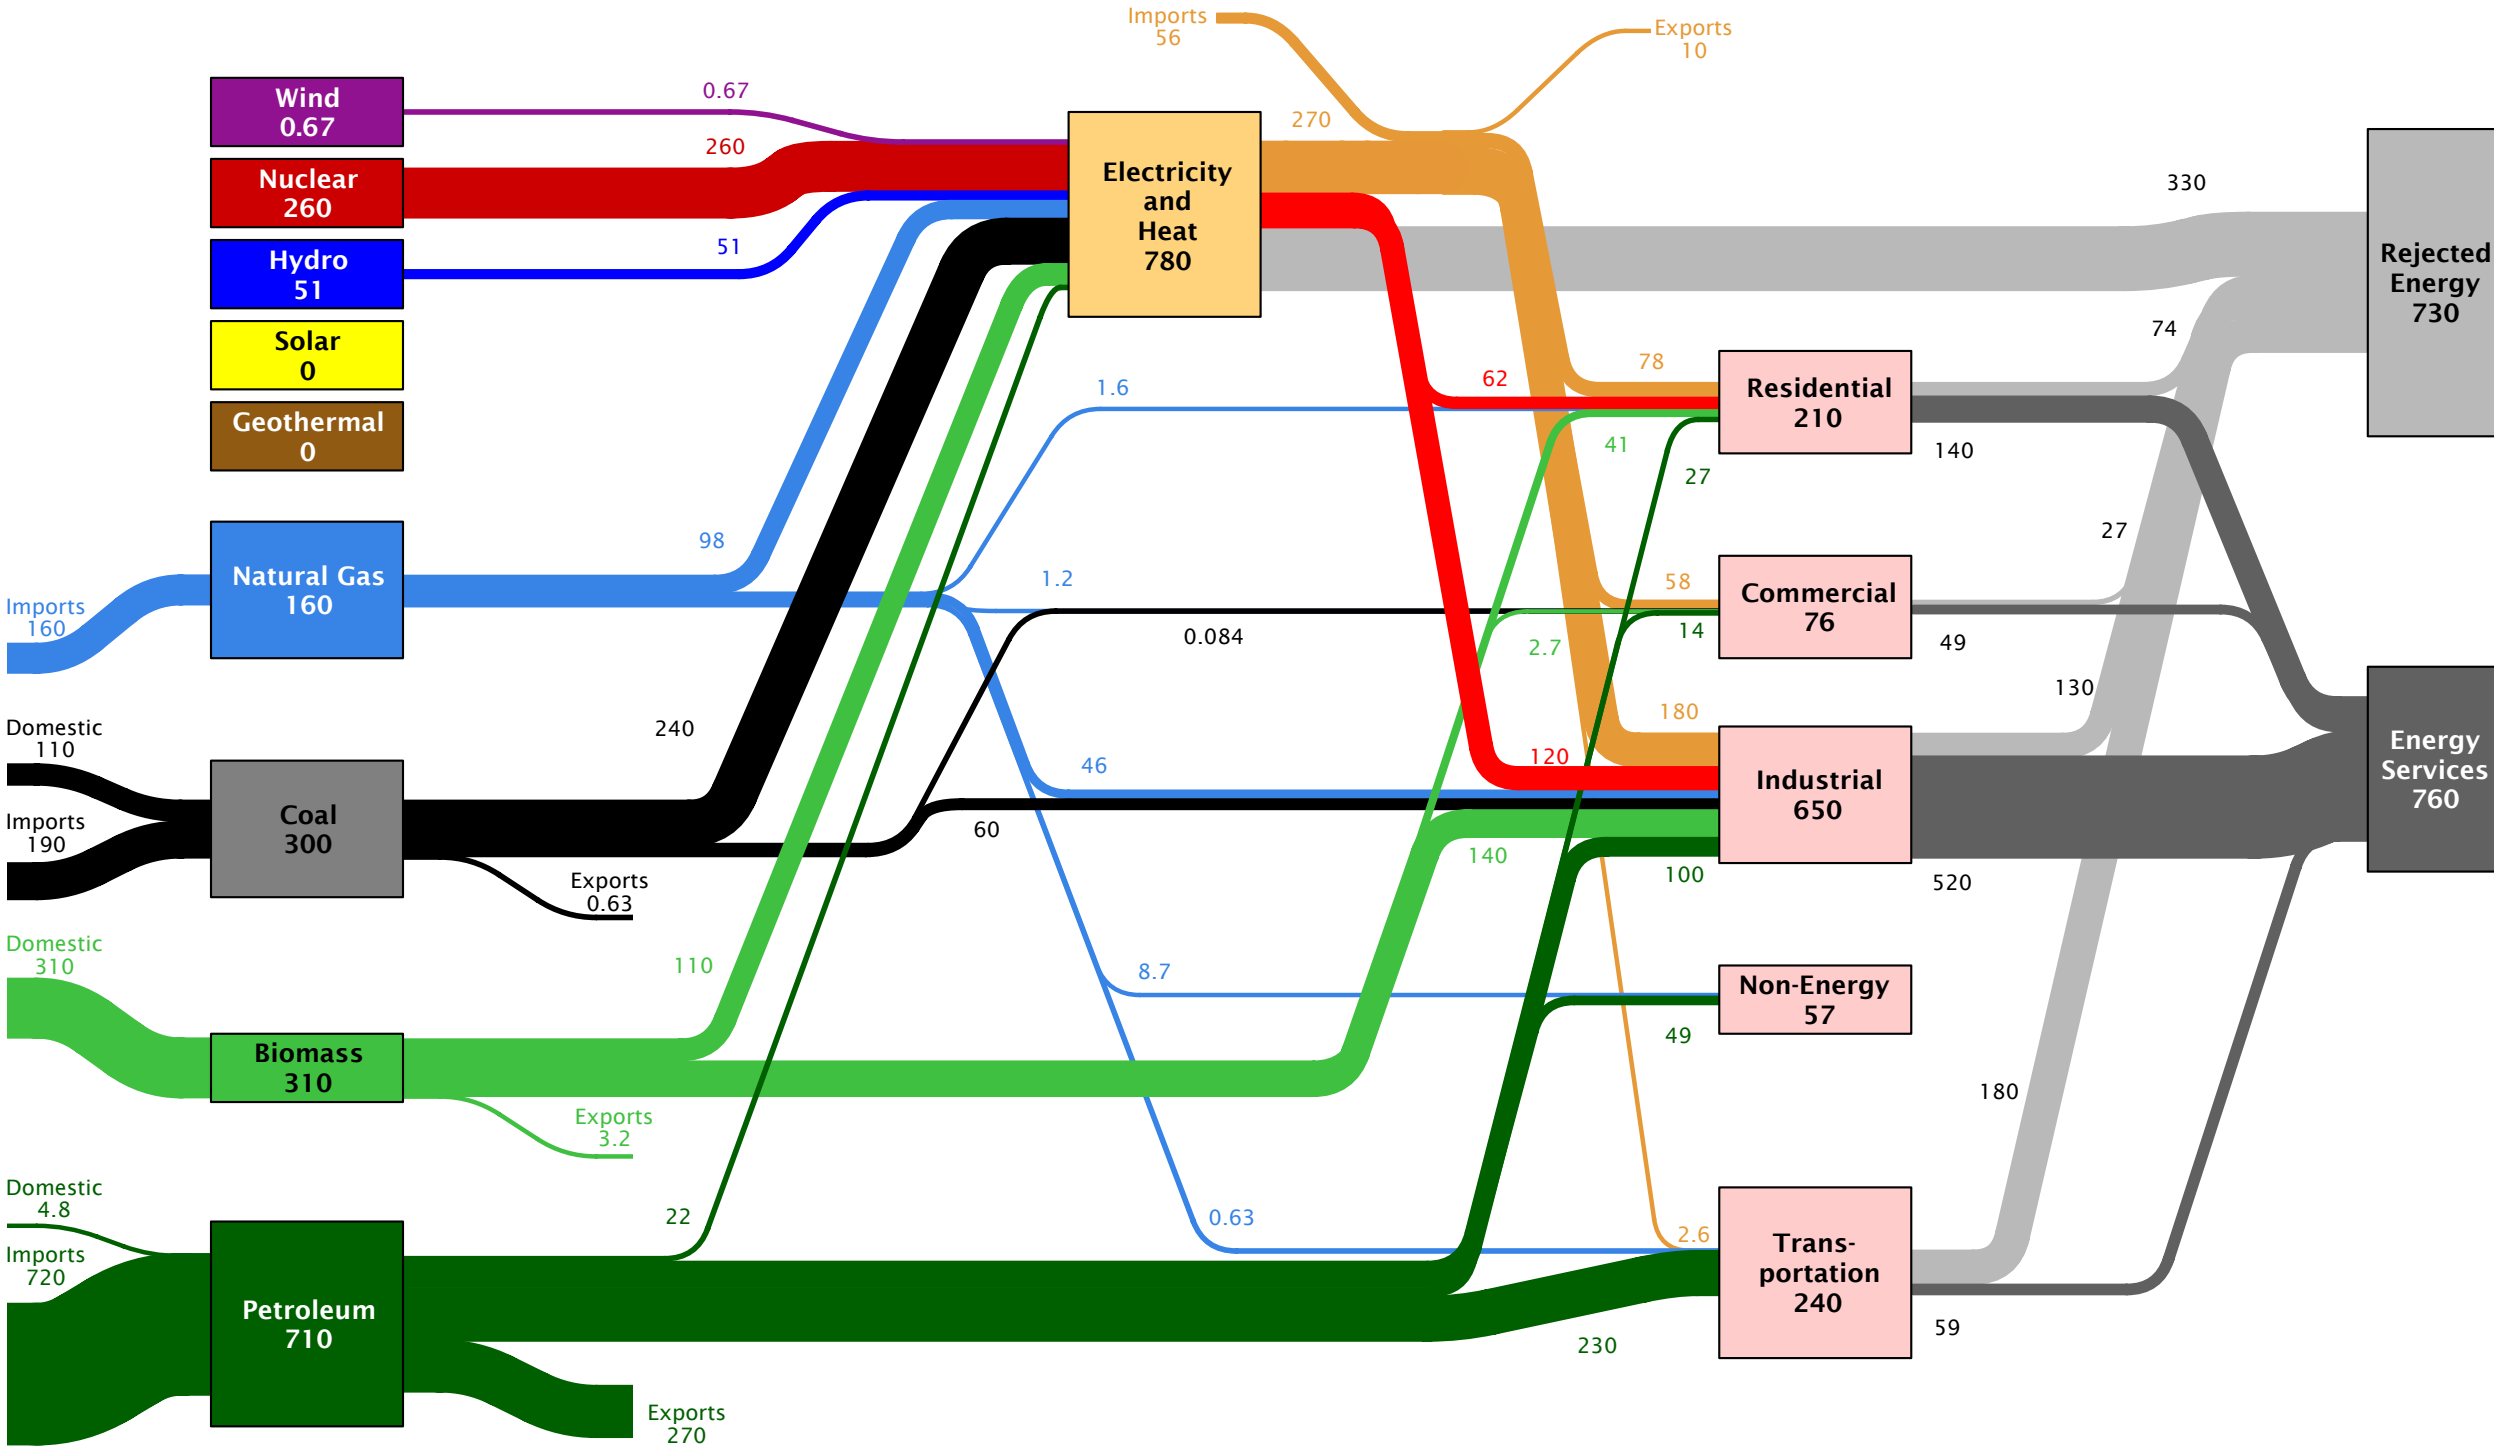 Imports
56
Exports
10
Wind
0.67
0.67
Nuclear
260
260
Hydro
51
51
Solar
0
Geothermal
0
Electricity
and
Heat
780
270
330
Rejected
Energy
730
74
1.6
62
78
Residential
210
41
27
140
98
Natural Gas
160
Imports
160
1.2
0.084
58
Commercial
76
14
2.7
27
49
Domestic
110
Imports
190
Coal
300
240
Exports
0.63
46
60
180
120
Industrial
650
140
100
130
520
Energy
Services
760
Domestic
310
Biomass
310
110
Exports
3.2
8.7
Non-Energy
57
49
180
Domestic
4.8
Imports
720
Petroleum
710
22
Exports
270
0.63
2.6
Trans-
portation
240
230
59